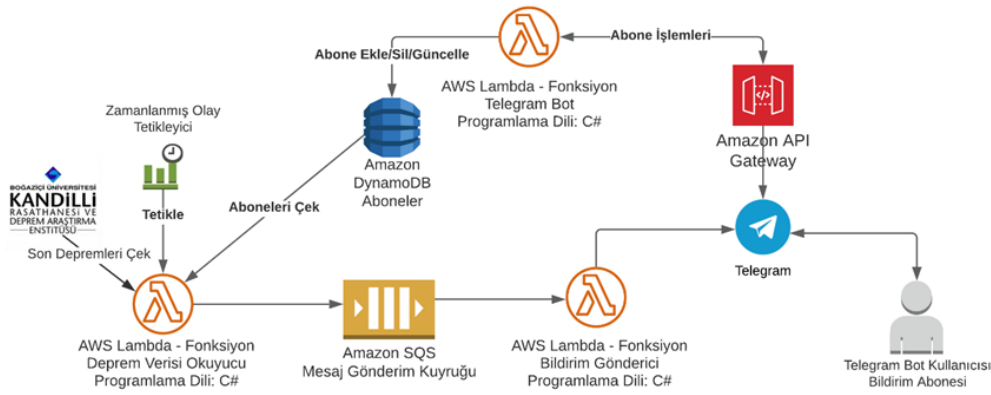 Abone İşlemleri
Abone Ekle/Sil/Güncelle
AWS Lambda - Fonksiyon
Telegram Bot
Programlama Dili: C#
Zamanlanmış Olay
Tetikleyici
Amazon API
Gateway
Amazon
DynamoDB
Aboneler
BOĞAZİÇİ ÜNİVERSİTESİ
KANDİLLİ
RASATHANESİ VE
DEPREM ARAŞTIRMA
ENSTİTÜSÜ
Tetikle
Aboneleri Çek
Son Depremleri Çek
Telegram
AWS Lambda - Fonksiyon
Deprem Verisi Okuyucu
Programlama Dili: C#
Amazon SQS
Mesaj Gönderim Kuyruğu
AWS Lambda - Fonksiyon
Bildirim Gönderici
Programlama Dili: C#
Telegram Bot Kullanıcısı
Bildirim Abonesi